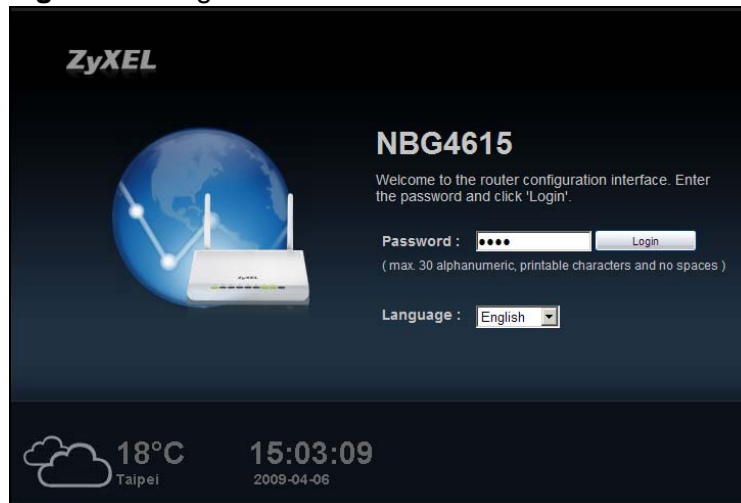 ZyXEL
NBG4615
Welcome to the router configuration interface. Enter
the password and click 'Login'.
Password : ●●●● Login
( max. 30 alphanumeric, printable characters and no spaces )
Language : English
ZyXEL
18°C
Taipei
15:03:09
2009-04-06